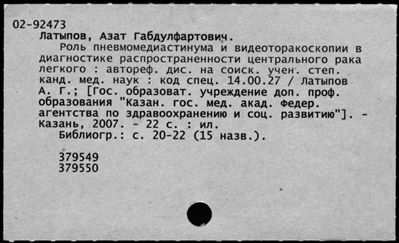 02-92473
Латыпов, Азат Габдулфартович.
Роль пневмомедиастинума и видеоторакоскопии в
диагностике распространенности центрального рака
легкого : автореф. дис. на соиск. учен. степ.
канд. мед. наук : код спец. 14.00.27 / Латыпов
А. Г.; [Гос. образоват. учреждение доп. проф.
образования "Казан. гос. мед. акад. Федер.
агентства по здравоохранению и соц. развитию"]. -
Казань, 2007. - 22 с. : ил.
Библиогр.: с. 20-22 (15 назв.).
379549
379550